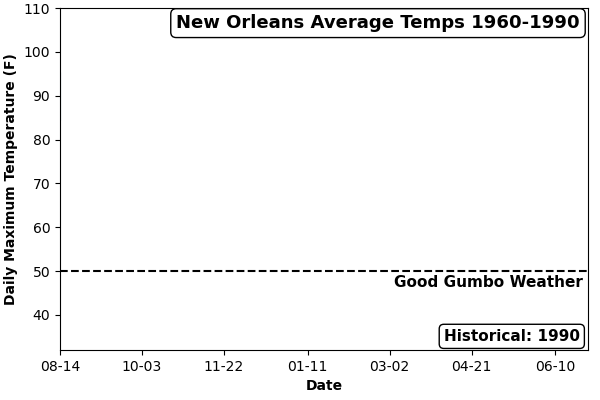 New Orleans Average Temps 1960-1990
Daily Maximum Temperature (F)
110
100
90
80
70
60
50
40
Good Gumbo Weather
Historical: 1990
08-14 10-03 11-22 01-11 03-02 04-21 06-10
Date